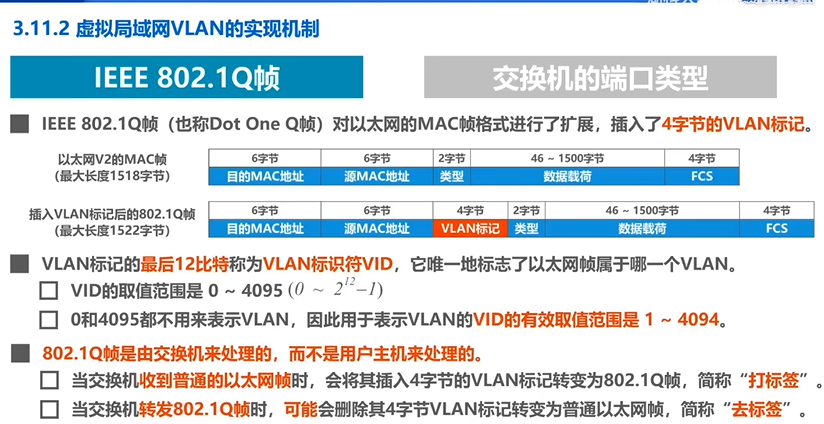 3.11.2 虚拟局域网VLAN的实现机制
IEEE 802.1Q帧
交换机的端口类型
IEEE 802.1Q帧（也称Dot One Q帧）对以太网的MAC帧格式进行了扩展，插入了4字节的VLAN标记。
以太网V2的MAC帧
（最大长度1518字节）
6字节 6字节 2字节 46 ~ 1500字节 4字节
目的MAC地址 源MAC地址 类型 数据载荷 FCS
插入VLAN标记后的802.1Q帧
（最大长度1522字节）
6字节 6字节 4字节 2字节 46 ~ 1500字节 4字节
目的MAC地址 源MAC地址 VLAN标记 类型 数据载荷 FCS
VLAN标记的最后12比特称为VLAN标识符VID，它唯一地标志了以太网帧属于哪一个VLAN。
VID的取值范围是 0 ~ 4095 (0 ~ 2^12–1)
0和4095都不用来表示VLAN，因此用于表示VLAN的VID的有效取值范围是 1 ~ 4094。
802.1Q帧是由交换机来处理的，而不是用户主机来处理的。
当交换机收到普通的以太网帧时，会将其插入4字节的VLAN标记转变为802.1Q帧，简称“打标签”。
当交换机转发802.1Q帧时，可能会删除其4字节VLAN标记转变为普通以太网帧，简称“去标签”。